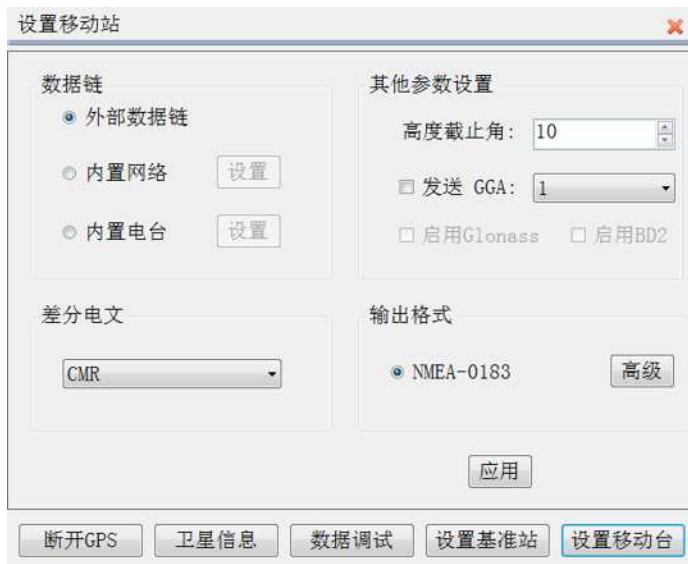 设置移动站
数据链
外部数据链
内置网络 设置
内置电台 设置
其他参数设置
高度截止角: 10
发送 GGA: 1
启用Glonass 启用BD2
差分电文
CMR
输出格式
NMEA-0183 高级
应用
断开GPS 卫星信息 数据调试 设置基准站 设置移动台